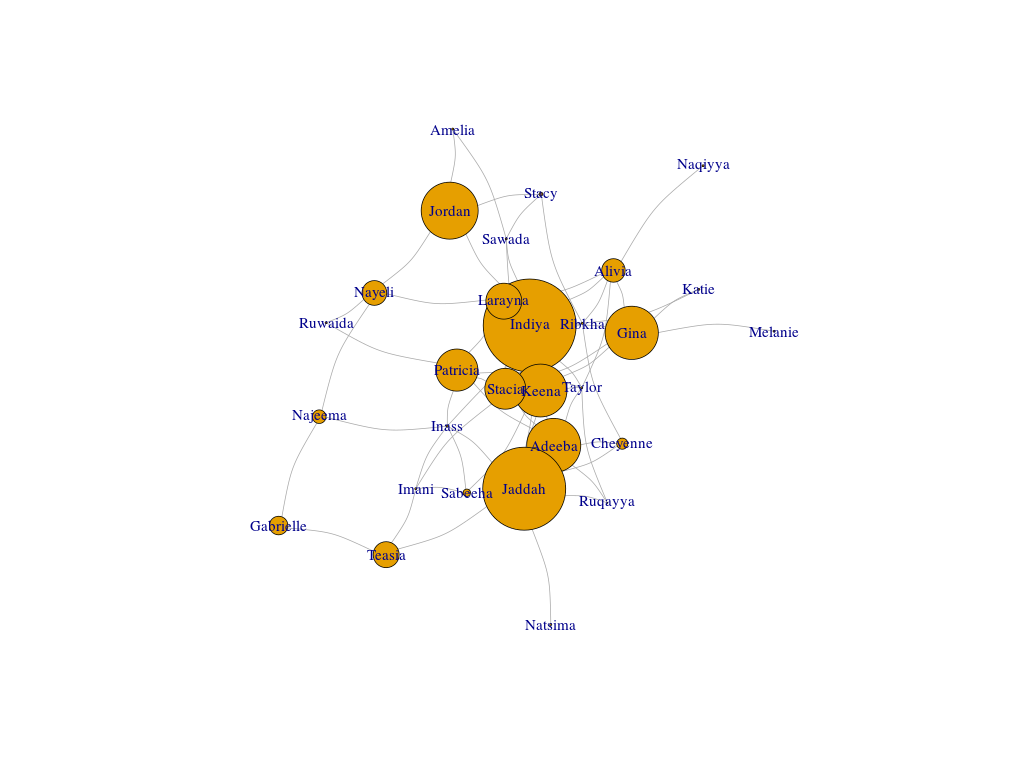 Amelia
Naqiyya
Stacy
Jordan
Sawada
Alivia
Katie
Nayeli
Larayna
Ruwaida
Indiya
Ribkha
Gina
Melanie
Patricia
Stacia
Keena
Taylor
Najeema
Inass
Adeeba
Cheyenne
Imani
Sabeeha
Jaddah
Ruqayya
Gabrielle
Teasia
Natsima